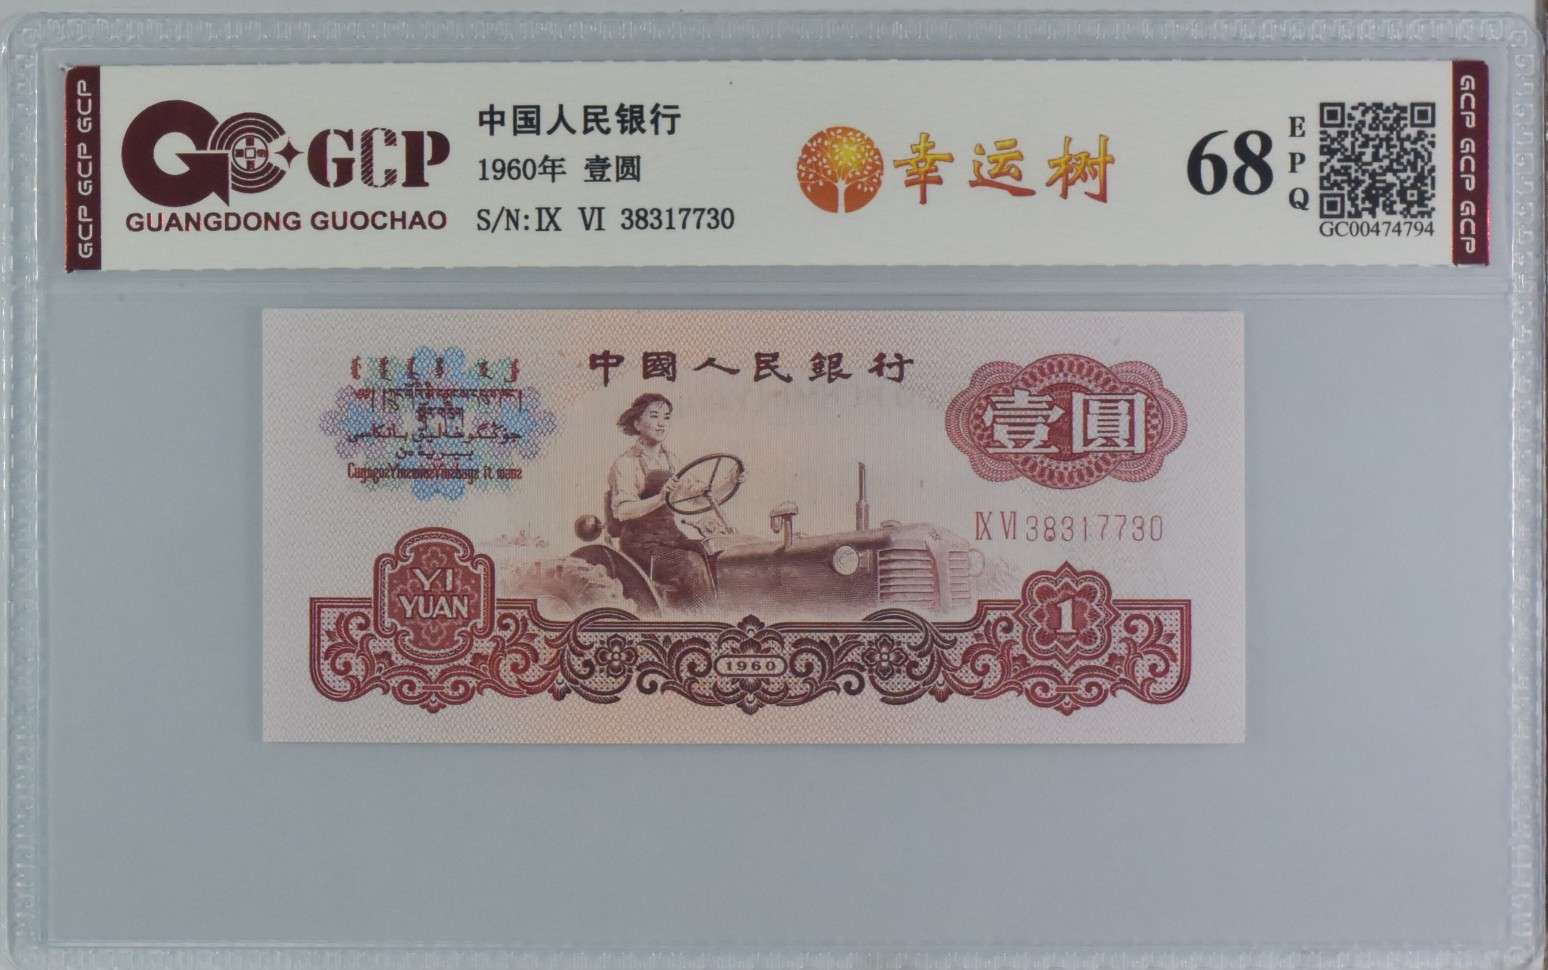 GCP GCP GCP
GCP
GUANGDONG GUOCHAO
中国人民银行
1960年 壹圆
S/N:Ⅸ Ⅵ 38317730
幸运树
68
EPQ
GC00474794
GCP GCP GCP
中國人民銀行
壹圓
Ⅸ Ⅵ 38317730
YI
YUAN
1960
1